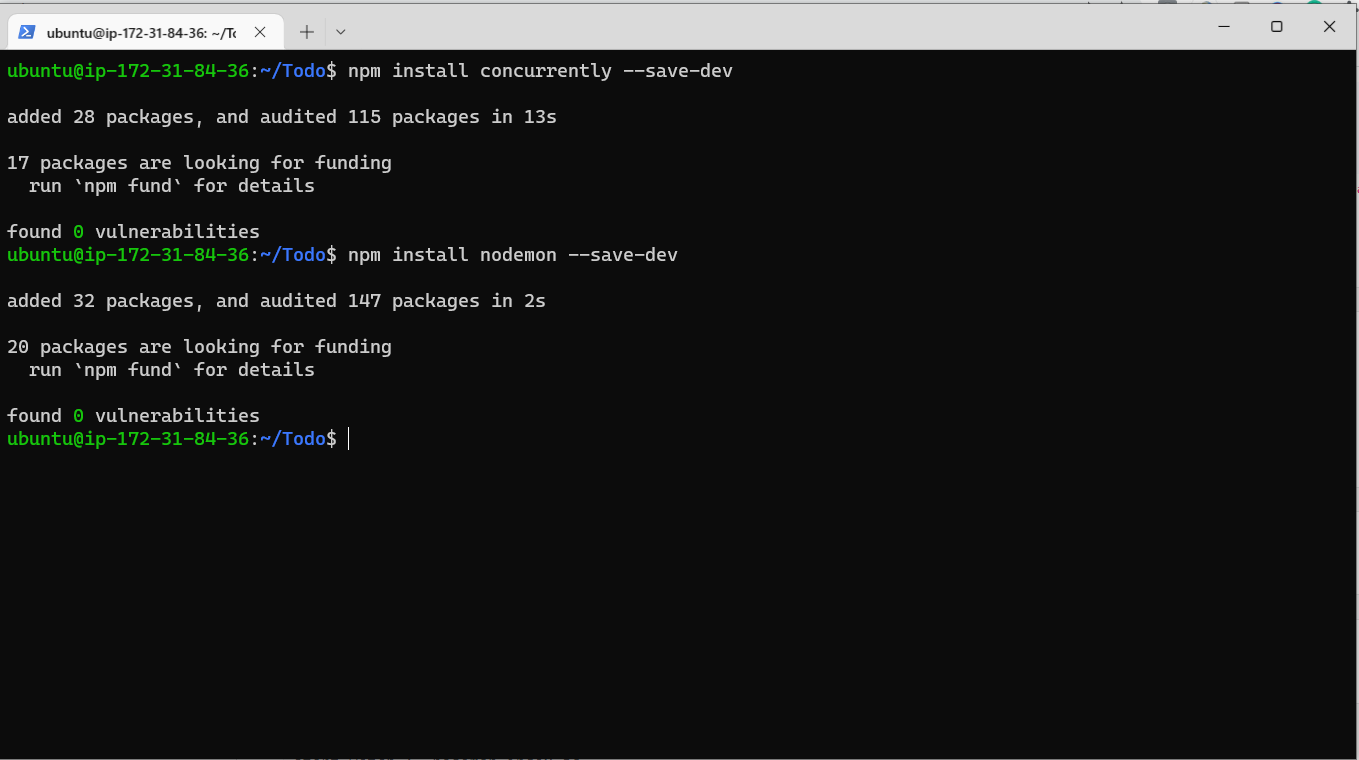 ubuntu@ip-172-31-84-36: ~/To
ubuntu@ip-172-31-84-36:~/Todo$ npm install concurrently --save-dev
added 28 packages, and audited 115 packages in 13s
17 packages are looking for funding
  run `npm fund` for details
found 0 vulnerabilities
ubuntu@ip-172-31-84-36:~/Todo$ npm install nodemon --save-dev
added 32 packages, and audited 147 packages in 2s
20 packages are looking for funding
  run `npm fund` for details
found 0 vulnerabilities
ubuntu@ip-172-31-84-36:~/Todo$